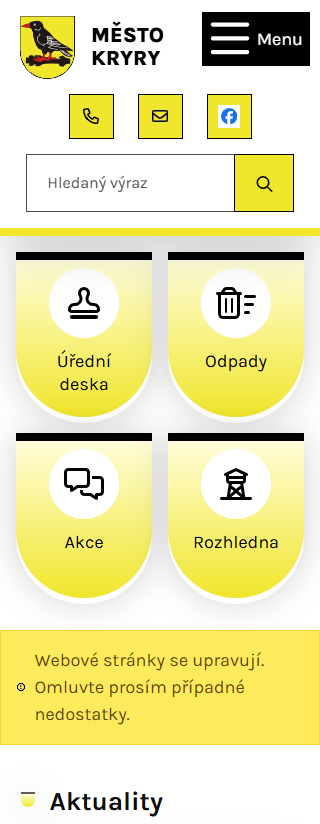 MĚSTO
KRYRY
Menu
Hledaný výraz
Úřední
deska
Odpady
Akce
Rozhledna
Webové stránky se upravují.
Omluvte prosím případné
nedostatky.
Aktuality